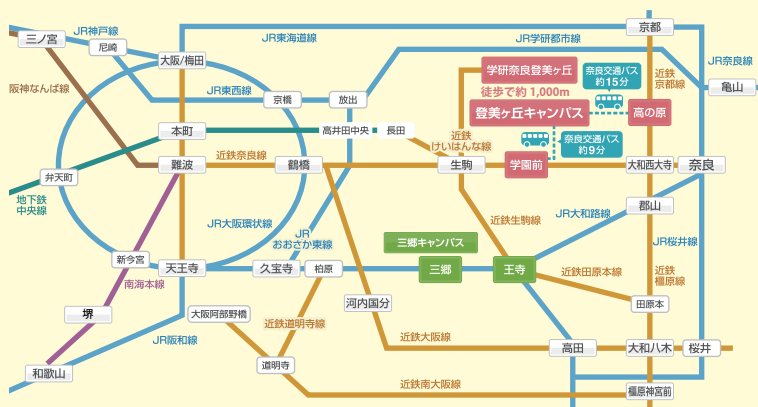 JR神戸線
三ノ宮
尼崎
大阪/梅田
JR東海道線
JR学研都市線
京都
JR奈良線
亀山
阪神なんば線
JR東西線
京橋
放出
学研奈良登美ヶ丘
徒歩で約1,000m
登美ヶ丘キャンパス
奈良交通バス
約15分
近鉄
京都線
高の原
本町
高井田中央
長田
近鉄
けいはんな線
奈良交通バス
約9分
難波
近鉄奈良線
鶴橋
生駒
学園前
大和西大寺
奈良
弁天町
地下鉄
中央線
JR大阪環状線
JR
おおさか東線
近鉄生駒線
JR大和路線
郡山
JR桜井線
三郷キャンパス
新今宮
天王寺
久宝寺
柏原
三郷
王寺
近鉄田原本線
近鉄
橿原線
南海本線
堺
大阪阿部野橋
近鉄道明寺線
河内国分
田原本
JR阪和線
近鉄大阪線
高田
大和八木
桜井
和歌山
道明寺
近鉄南大阪線
橿原神宮前